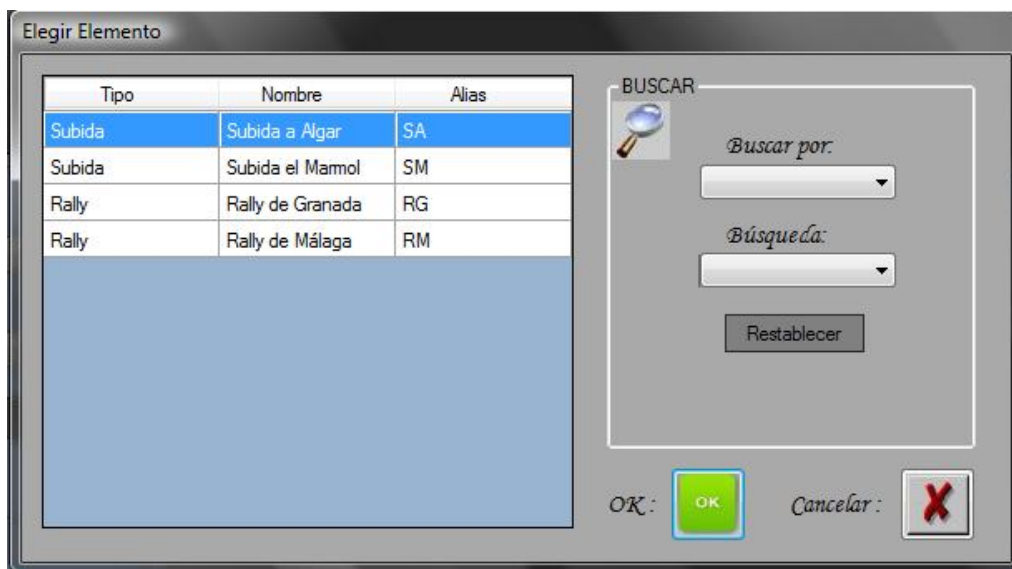 Elegir Elemento
Tipo Nombre Alias
Subida Subida a Algar SA
Subida Subida el Marmol SM
Rally Rally de Granada RG
Rally Rally de Málaga RM
BUSCAR
Buscar por:
Búsqueda:
Restablecer
OK : OK Cancelar :